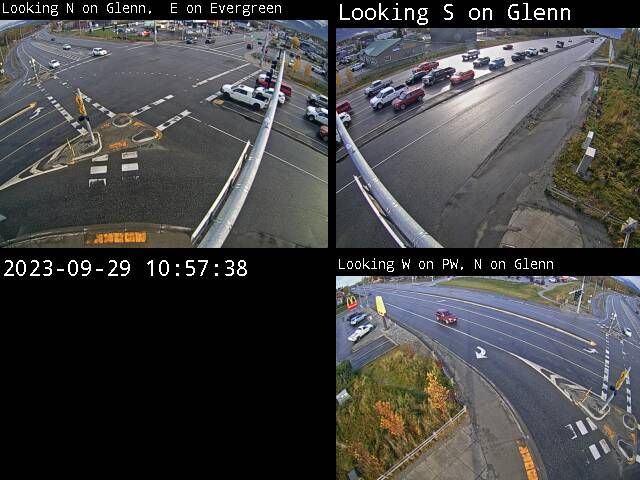 Looking N on Glenn,  E on Evergreen
Looking S on Glenn
2023-09-29 10:57:38
Looking W on PW, N on Glenn